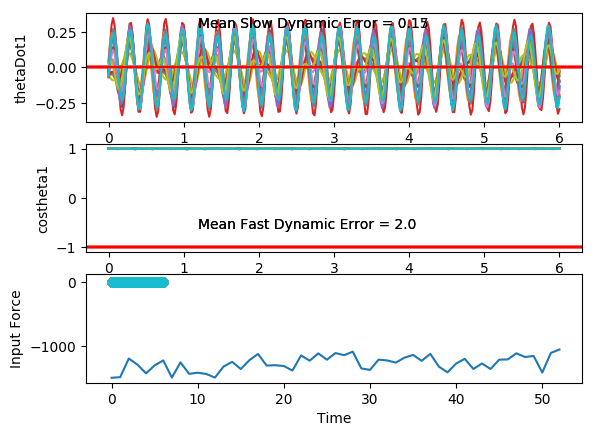 0.25
0.00
−0.25
thetaDot1
Mean Slow Dynamic Error =
0 1 2 3 4 5 6
1
0
−1
costheta1
Mean Fast Dynamic Error = 2.0
0 1 2 3 4 5 6
0
−1000
Input Force
0 10 20 30 40 50
Time